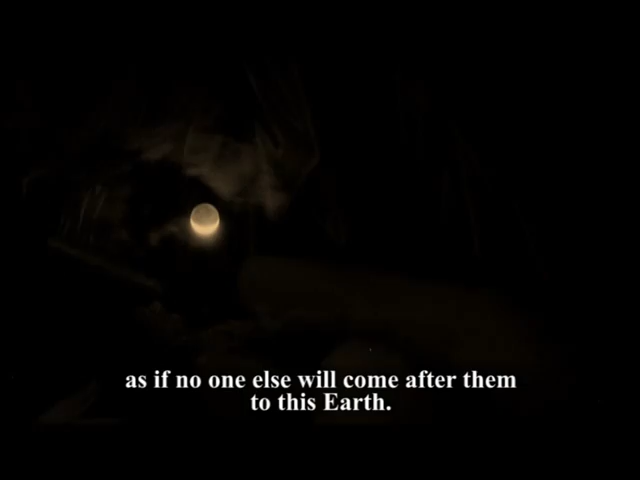 as if no one else will come after them
to this Earth.